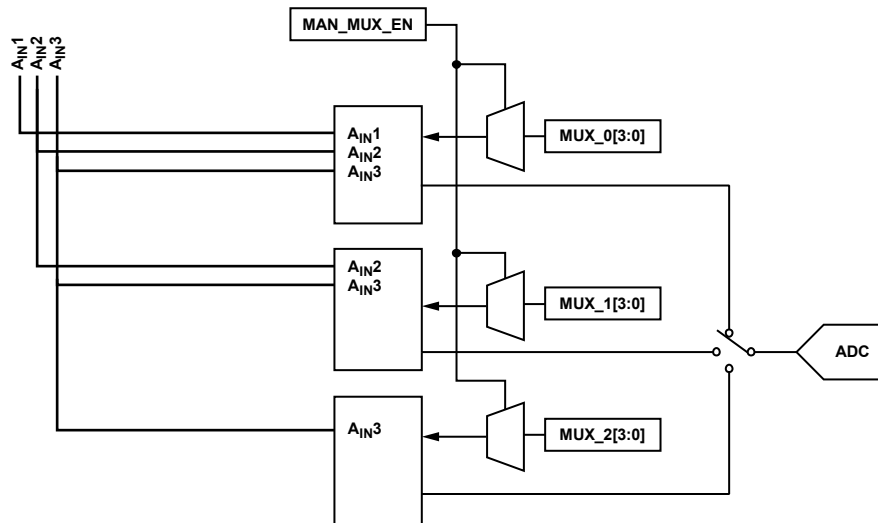 MAN_MUX_EN
AIN1
AIN2
AIN3
AIN1
AIN2
AIN3
MUX_0[3:0]
AIN2
AIN3
MUX_1[3:0]
ADC
AIN3
MUX_2[3:0]